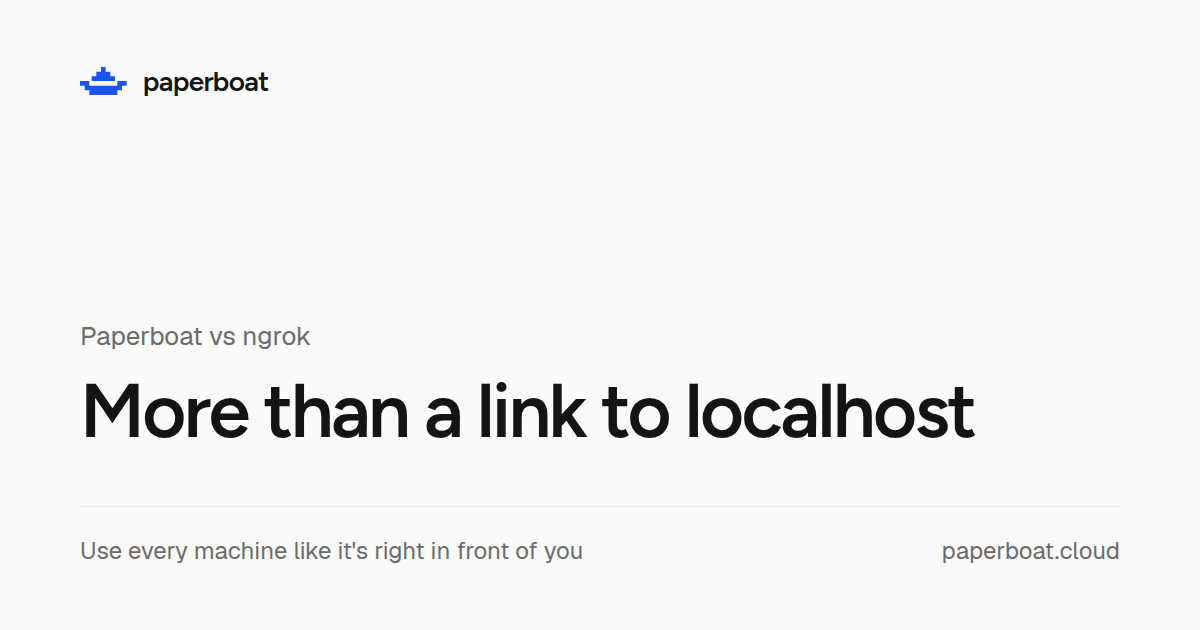 paperboat
Paperboat vs ngrok
More than a link to localhost
Use every machine like it's right in front of you
paperboat.cloud